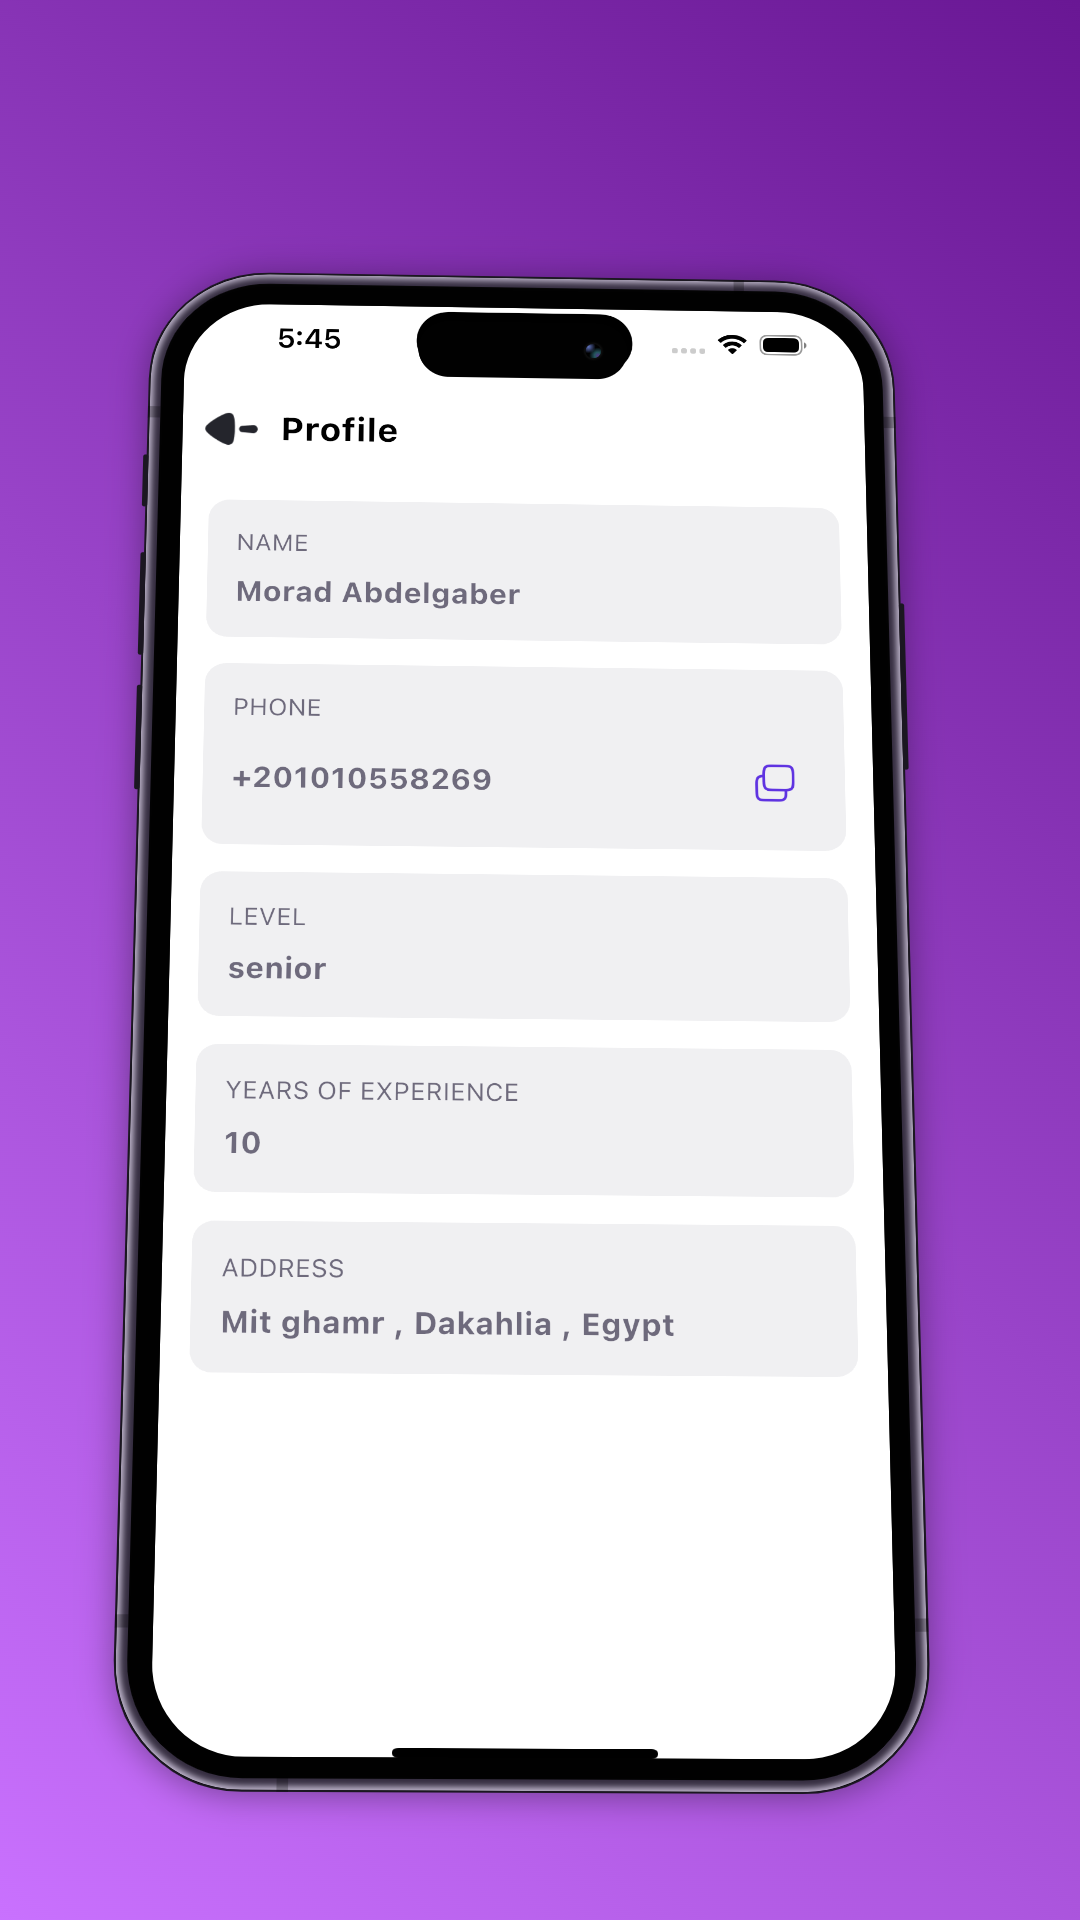 5:45
Profile
NAME
Morad Abdelgaber
PHONE
+201010558269
LEVEL
senior
YEARS OF EXPERIENCE
10
ADDRESS
Mit ghamr , Dakahlia , Egypt